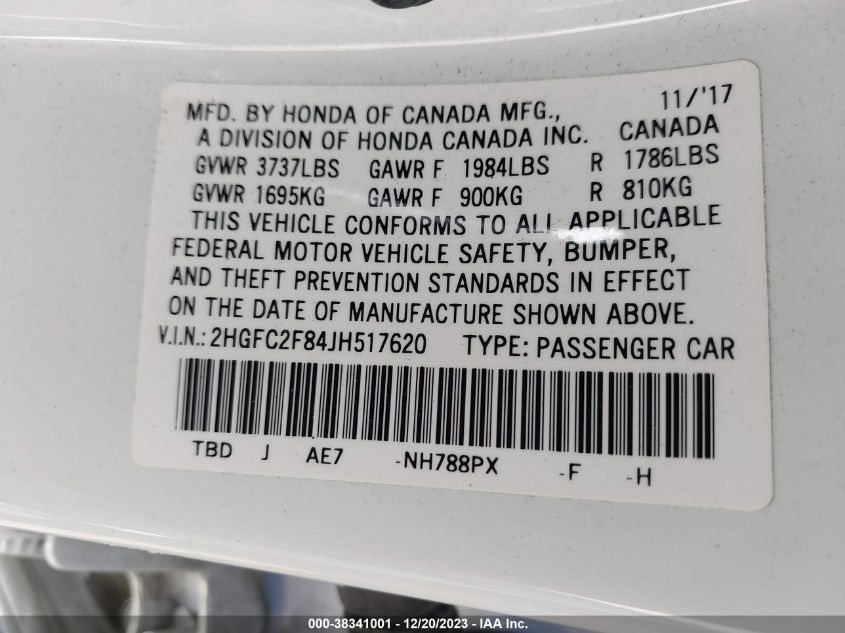 11/'17
MFD. BY HONDA OF CANADA MFG.,
A DIVISION OF HONDA CANADA INC. CANADA
GVWR 3737LBS GAWR F 1984LBS R 1786LBS
GVWR 1695KG GAWR F 900KG R 810KG
THIS VEHICLE CONFORMS TO ALL APPLICABLE
FEDERAL MOTOR VEHICLE SAFETY, BUMPER,
AND THEFT PREVENTION STANDARDS IN EFFECT
ON THE DATE OF MANUFACTURE SHOWN ABOVE.
V.I.N.: 2HGFC2F84JH517620 TYPE: PASSENGER CAR
TBD J AE7 -NH788PX -F -H
000-38341001 — 12/20/2023 — IAA Inc.